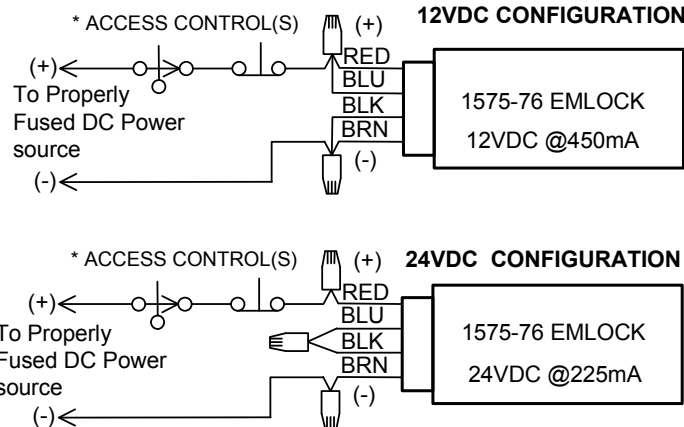 12VDC CONFIGURATION
* ACCESS CONTROL(S)
(+)
RED
(+)
BLU
To Properly
BLK
1575-76 EMLOCK
Fused DC Power
BRN
12VDC @450mA
source
(-)
(-)
* ACCESS CONTROL(S)
(+)
24VDC CONFIGURATION
RED
(+)
BLU
To Properly
BLK
1575-76 EMLOCK
Fused DC Power
BRN
24VDC @225mA
source
(-)
(-)